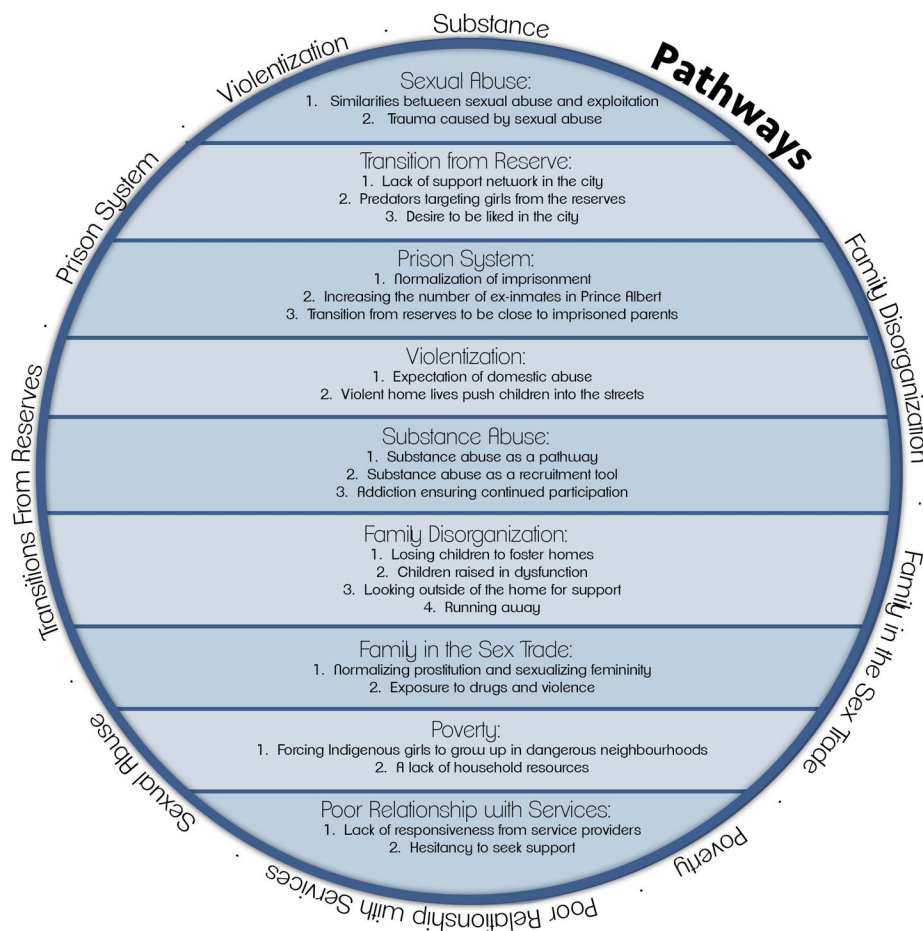 Pathways
Substance
Family Disorganization
Family in the Sex Trade
Poverty
Poor Relationship with Services
Sexual Abuse
Transitions From Reserves
Prison System
Violentization
Sexual Abuse:
1. Similarities between sexual abuse and exploitation
2. Trauma caused by sexual abuse
Transition from Reserve:
1. Lack of support network in the city
2. Predators targeting girls from the reserves
3. Desire to be liked in the city
Prison System:
1. Normalization of imprisonment
2. Increasing the number of ex-inmates in Prince Albert
3. Transition from reserves to be close to imprisoned parents
Violentization:
1. Expectation of domestic abuse
2. Violent home lives push children into the streets
Substance Abuse:
1. Substance abuse as a pathway
2. Substance abuse as a recruitment tool
3. Addiction ensuring continued participation
Family Disorganization:
1. Losing children to foster homes
2. Children raised in dysfunction
3. Looking outside of the home for support
4. Running away
Family in the Sex Trade:
1. Normalizing prostitution and sexualizing femininity
2. Exposure to drugs and violence
Poverty:
1. Forcing Indigenous girls to grow up in dangerous neighbourhoods
2. A lack of household resources
Poor Relationship with Services:
1. Lack of responsiveness from service providers
2. Hesitancy to seek support